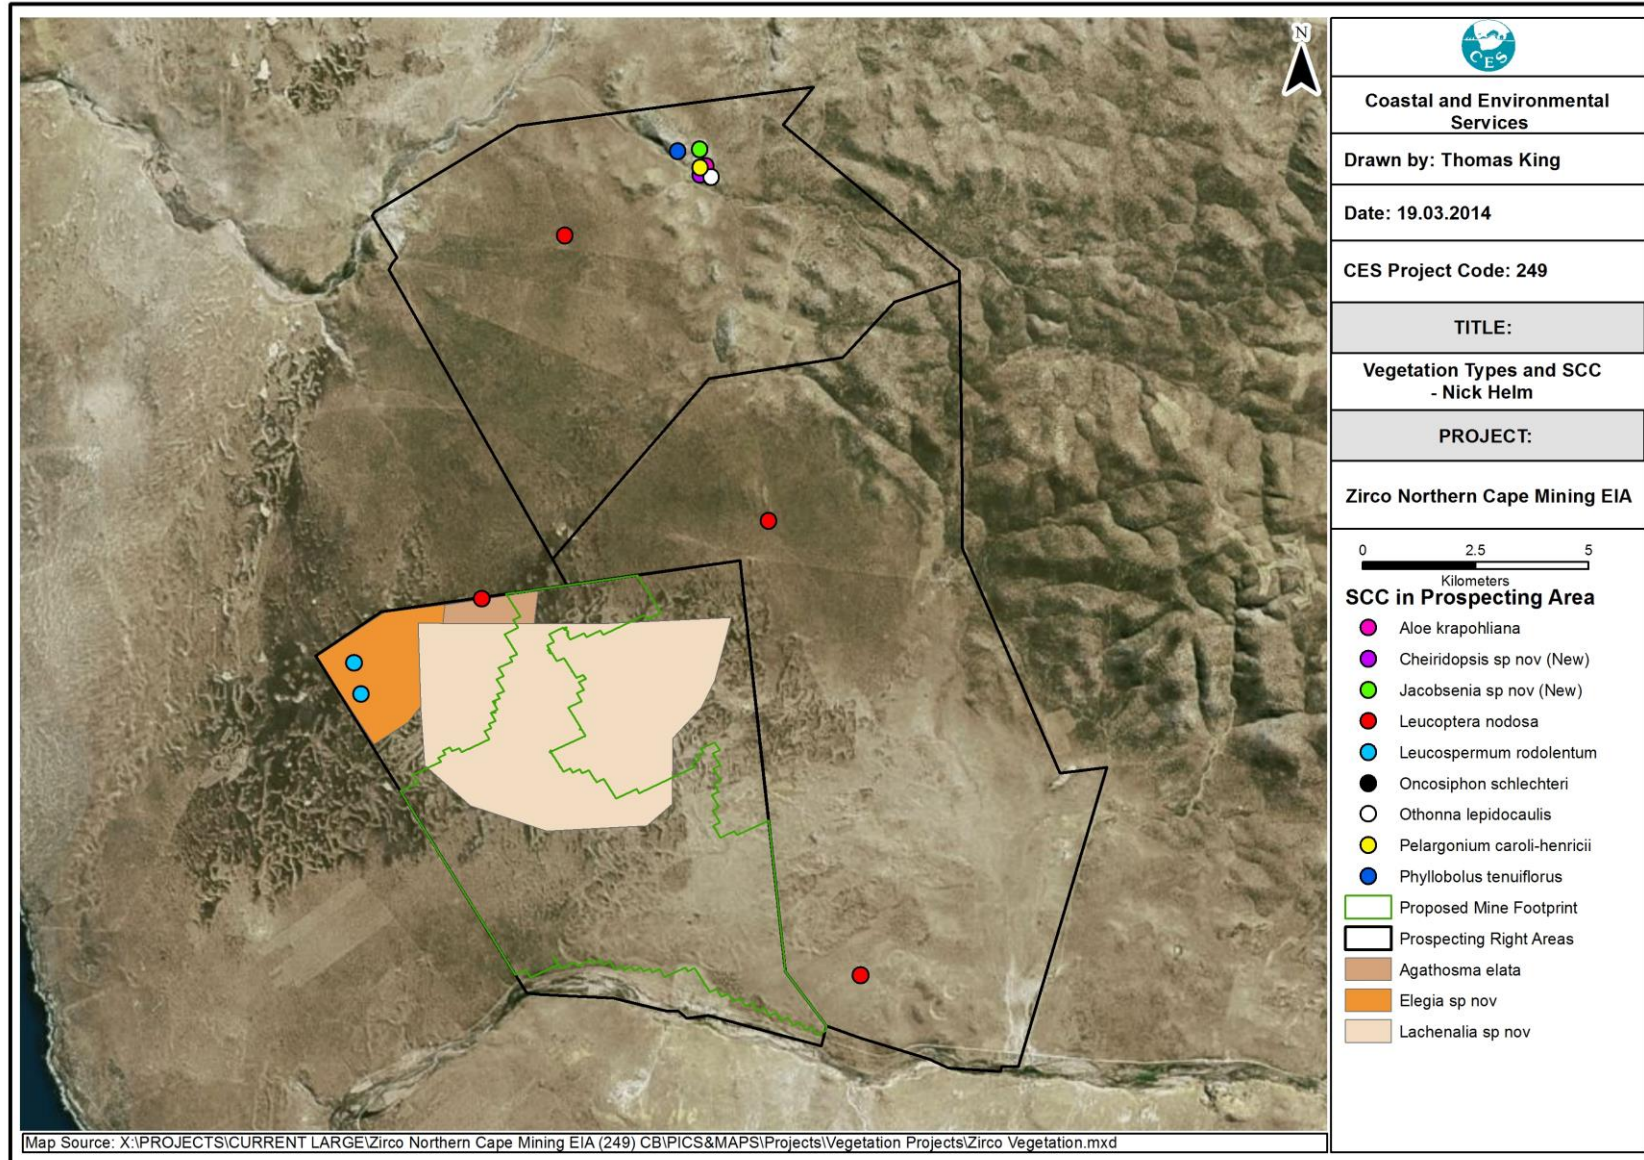 N
CES
Coastal and Environmental
Services
Drawn by: Thomas King
Date: 19.03.2014
CES Project Code: 249
TITLE:
Vegetation Types and SCC
- Nick Helm
PROJECT:
Zirco Northern Cape Mining EIA
0 2.5 5
Kilometers
SCC in Prospecting Area
Aloe krapohliana
Cheiridopsis sp nov (New)
Jacobsenia sp nov (New)
Leucoptera nodosa
Leucospermum rodolentum
Oncosiphon schlechteri
Othonna lepidocaulis
Pelargonium caroli-henricii
Phyllobolus tenuiflorus
Proposed Mine Footprint
Prospecting Right Areas
Agathosma elata
Elegia sp nov
Lachenalia sp nov
Map Source: X:\PROJECTS\CURRENT LARGE\Zirco Northern Cape Mining EIA (249) CB\PICS&MAPS\Projects\Vegetation Projects\Zirco Vegetation.mxd